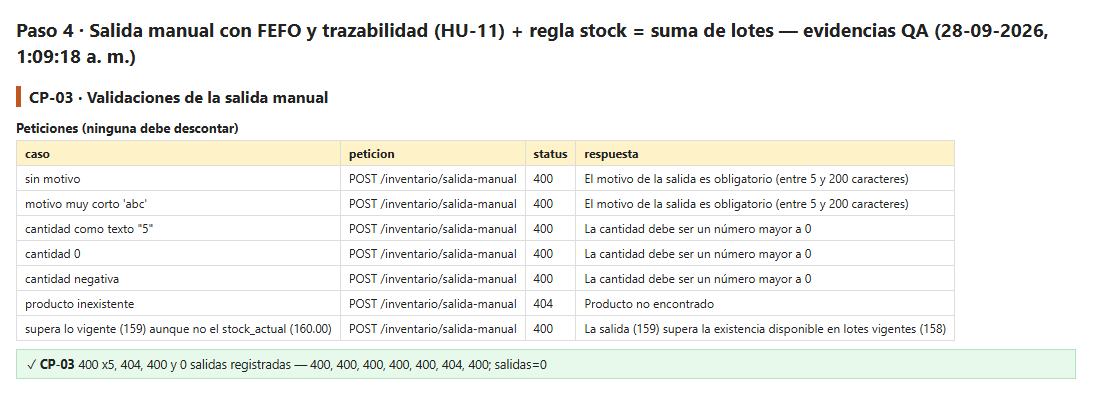 Paso 4 · Salida manual con FEFO y trazabilidad (HU-11) + regla stock = suma de lotes — evidencias QA (28-09-2026,
1:09:18 a. m.)
CP-03 · Validaciones de la salida manual
Peticiones (ninguna debe descontar)
caso peticion status respuesta
sin motivo POST /inventario/salida-manual 400 El motivo de la salida es obligatorio (entre 5 y 200 caracteres)
motivo muy corto 'abc' POST /inventario/salida-manual 400 El motivo de la salida es obligatorio (entre 5 y 200 caracteres)
cantidad como texto "5" POST /inventario/salida-manual 400 La cantidad debe ser un número mayor a 0
cantidad 0 POST /inventario/salida-manual 400 La cantidad debe ser un número mayor a 0
cantidad negativa POST /inventario/salida-manual 400 La cantidad debe ser un número mayor a 0
producto inexistente POST /inventario/salida-manual 404 Producto no encontrado
supera lo vigente (159) aunque no el stock_actual (160.00) POST /inventario/salida-manual 400 La salida (159) supera la existencia disponible en lotes vigentes (158)
✓ CP-03 400 x5, 404, 400 y 0 salidas registradas — 400, 400, 400, 400, 400, 404, 400; salidas=0